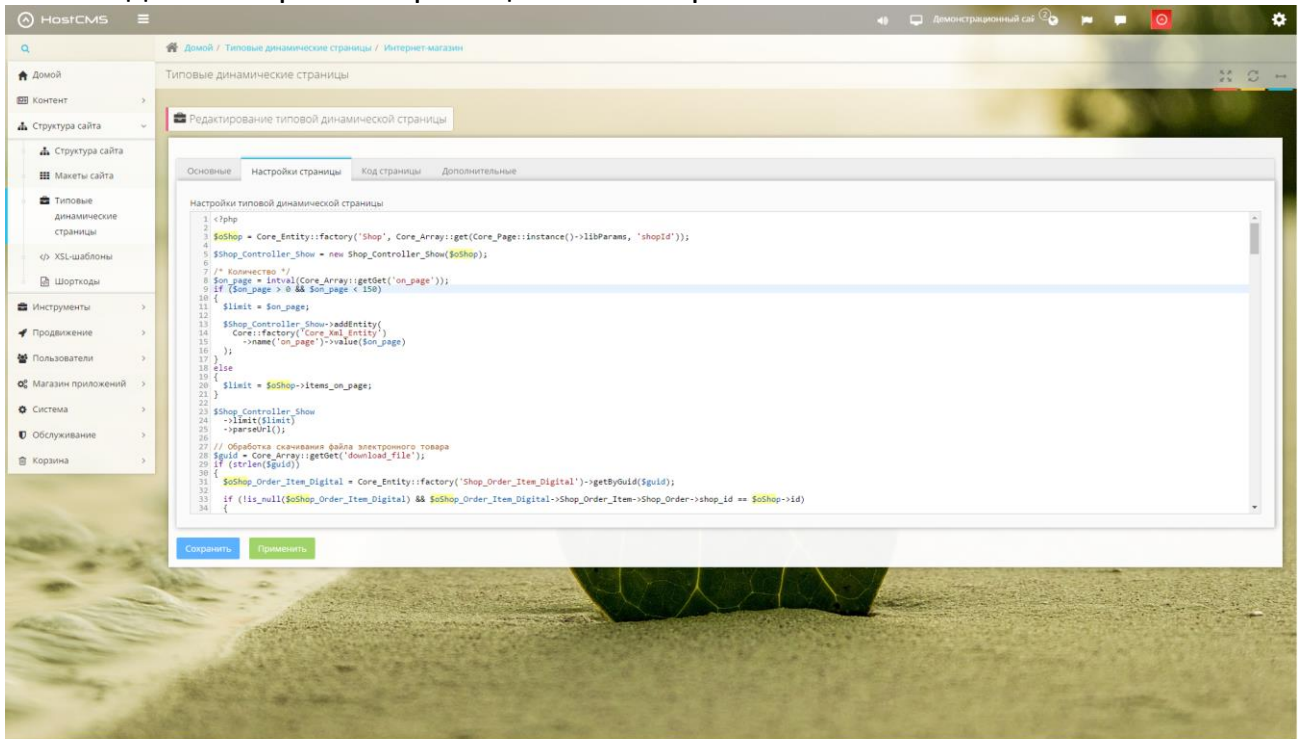 HostCMS
Демонстрационный сай
2
Домой / Типовые динамические страницы / Интернет-магазин
Домой
Контент
Структура сайта
Структура сайта
Макеты сайта
Типовые
динамические
страницы
XSL-шаблоны
Шорткоды
Инструменты
Продвижение
Пользователи
Магазин приложений
Система
Обслуживание
Корзина
Типовые динамические страницы
Редактирование типовой динамической страницы
Основные Настройки страницы Код страницы Дополнительные
Настройки типовой динамической страницы
1 <?php
2
3 $oShop = Core_Entity::factory('Shop', Core_Array::get(Core_Page::instance()->libParams, 'shopId'));
4
5 $Shop_Controller_Show = new Shop_Controller_Show($oShop);
6
7 /* Количество */
8 $on_page = intval(Core_Array::getGet('on_page'));
9 if ($on_page > 0 && $on_page < 150)
10 {
11 $limit = $on_page;
12
13 $Shop_Controller_Show->addEntity(
14 Core::factory('Core_Xml_Entity')
15 ->name('on_page')->value($on_page)
16 );
17 }
18 else
19 {
20 $limit = $oShop->items_on_page;
21 }
22
23 $Shop_Controller_Show
24 ->limit($limit)
25 ->parseUrl();
26
27 // Обработка скачивания файла электронного товара
28 $guid = Core_Array::getGet('download_file');
29 if (strlen($guid))
30 {
31 $oShop_Order_Item_Digital = Core_Entity::factory('Shop_Order_Item_Digital')->getByGuid($guid);
32
33 if (!is_null($oShop_Order_Item_Digital) && $oShop_Order_Item_Digital->Shop_Order_Item->Shop_Order->shop_id == $oShop->id)
34 {
Сохранить Применить